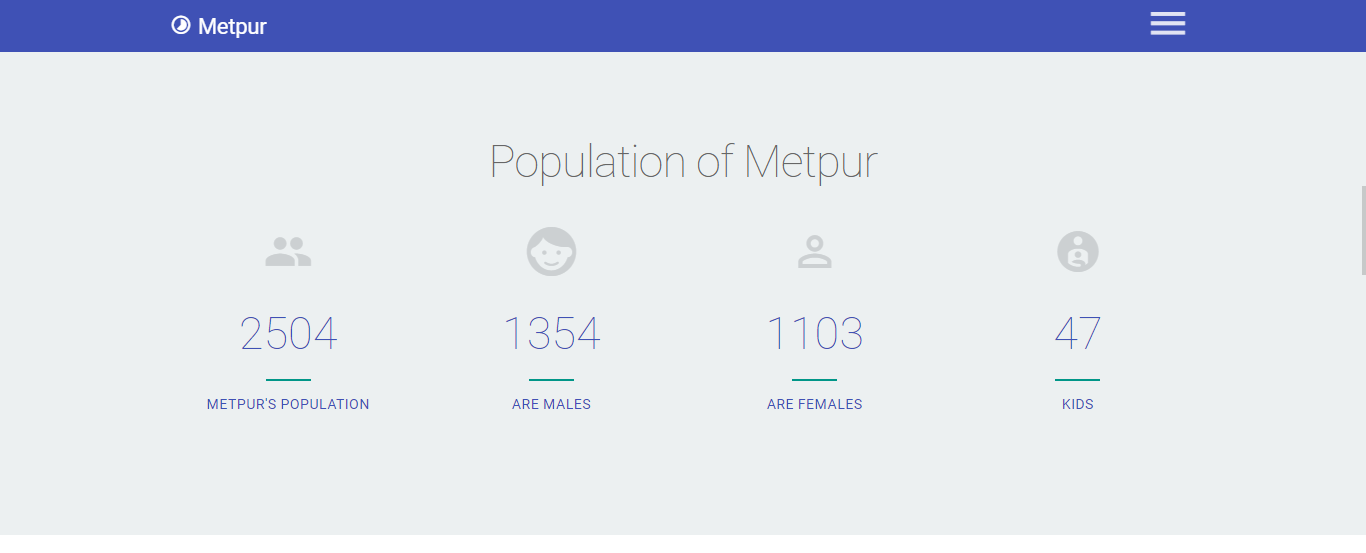 Metpur
Population of Metpur
2504
1354
1103
47
METPUR'S POPULATION
ARE MALES
ARE FEMALES
KIDS